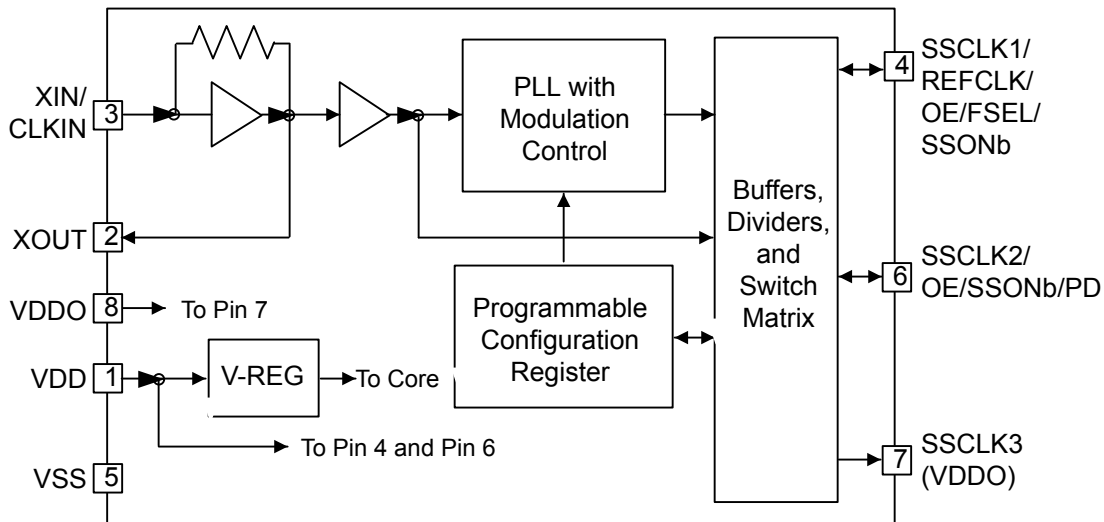 XIN/
CLKIN
3
XOUT
2
VDDO
8
To Pin 7
VDD
1
V-REG
To Core
To Pin 4 and Pin 6
VSS
5
PLL with
Modulation
Control
Programmable
Configuration
Register
Buffers,
Dividers,
and
Switch
Matrix
4
SSCLK1/
REFCLK/
OE/FSEL/
SSONb
6
SSCLK2/
OE/SSONb/PD
7
SSCLK3
(VDDO)